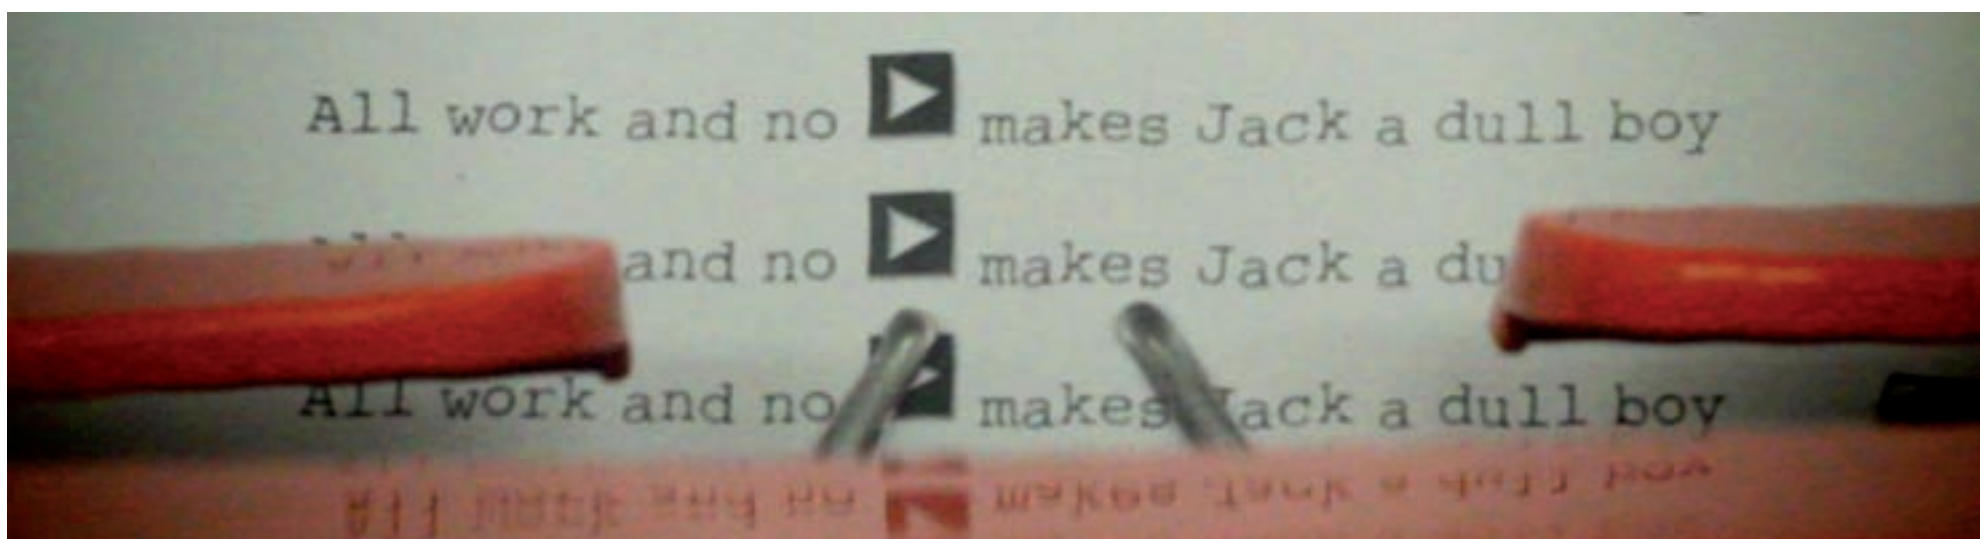 All work and no makes Jack a dull boy
and no makes Jack a
All work and no makes Jack a dull boy